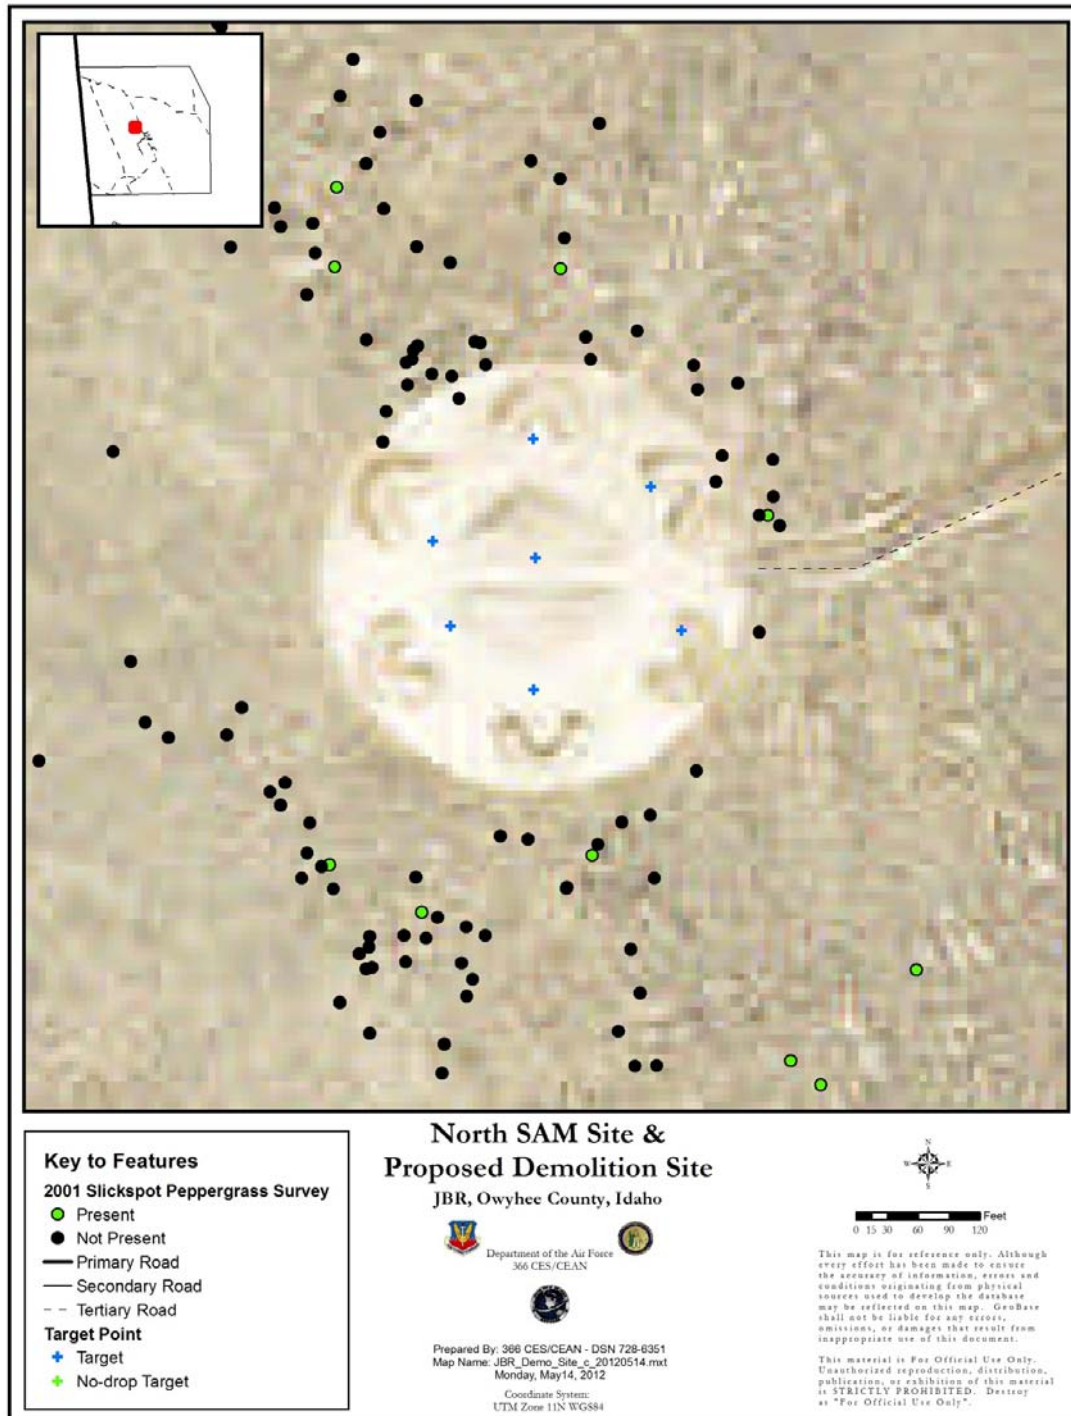 Key to Features
2001 Slickspot Peppergrass Survey
Present
Not Present
Primary Road
Secondary Road
Tertiary Road
Target Point
Target
No-drop Target
North SAM Site &
Proposed Demolition Site
JBR, Owyhee County, Idaho
Department of the Air Force
366 CES/CEAN
Prepared By: 366 CES/CEAN - DSN 728-6351
Map Name: JBR_Demo_Site_c_20120514.mxt
Monday, May14, 2012
Coordinate System:
UTM Zone 11N WGS84
N
W E
S
Feet
0 15 30 60 90 120
This map is for reference only. Although
every effort has been made to ensure
the accuracy of information, errors and
conditions originating from physical
sources used to develop the database
may be reflected on this map. GeoBase
shall not be liable for any errors,
omissions, or damages that result from
inappropriate use of this document.
This material is For Official Use Only.
Unauthorized reproduction, distribution,
publication, or exhibition of this material
is STRICTLY PROHIBITED. Destroy
as "For Official Use Only".